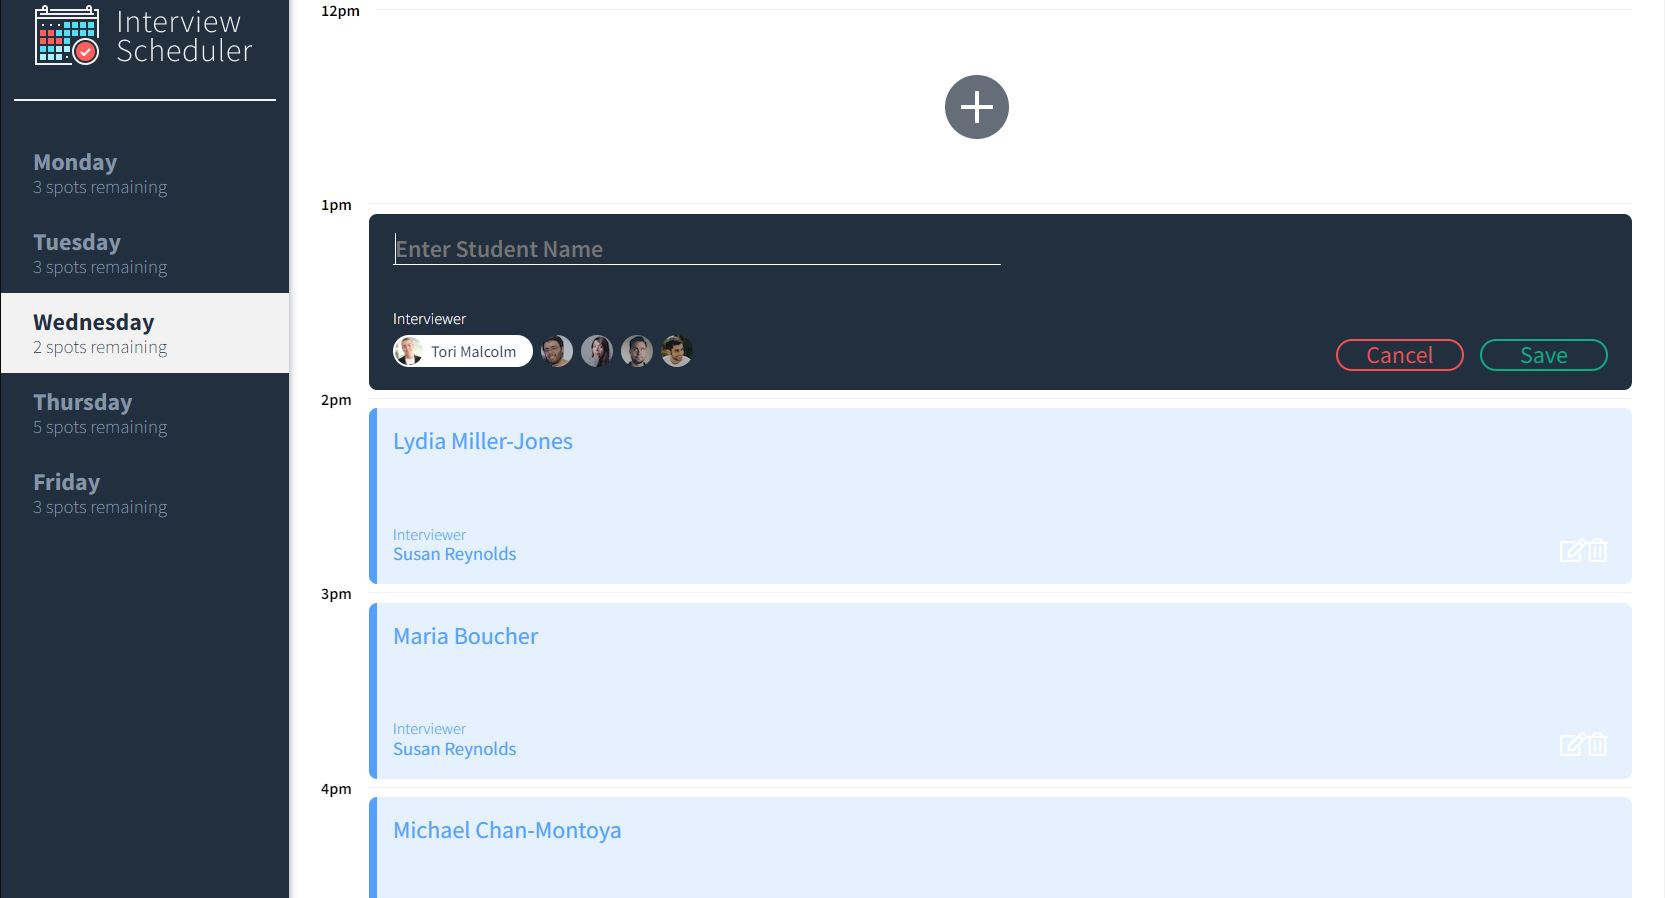 Interview
Scheduler
Monday
3 spots remaining
Tuesday
3 spots remaining
Wednesday
2 spots remaining
Thursday
5 spots remaining
Friday
3 spots remaining
12pm
1pm
Enter Student Name
Interviewer
Tori Malcolm
Cancel
Save
2pm
Lydia Miller-Jones
Interviewer
Susan Reynolds
3pm
Maria Boucher
Interviewer
Susan Reynolds
4pm
Michael Chan-Montoya